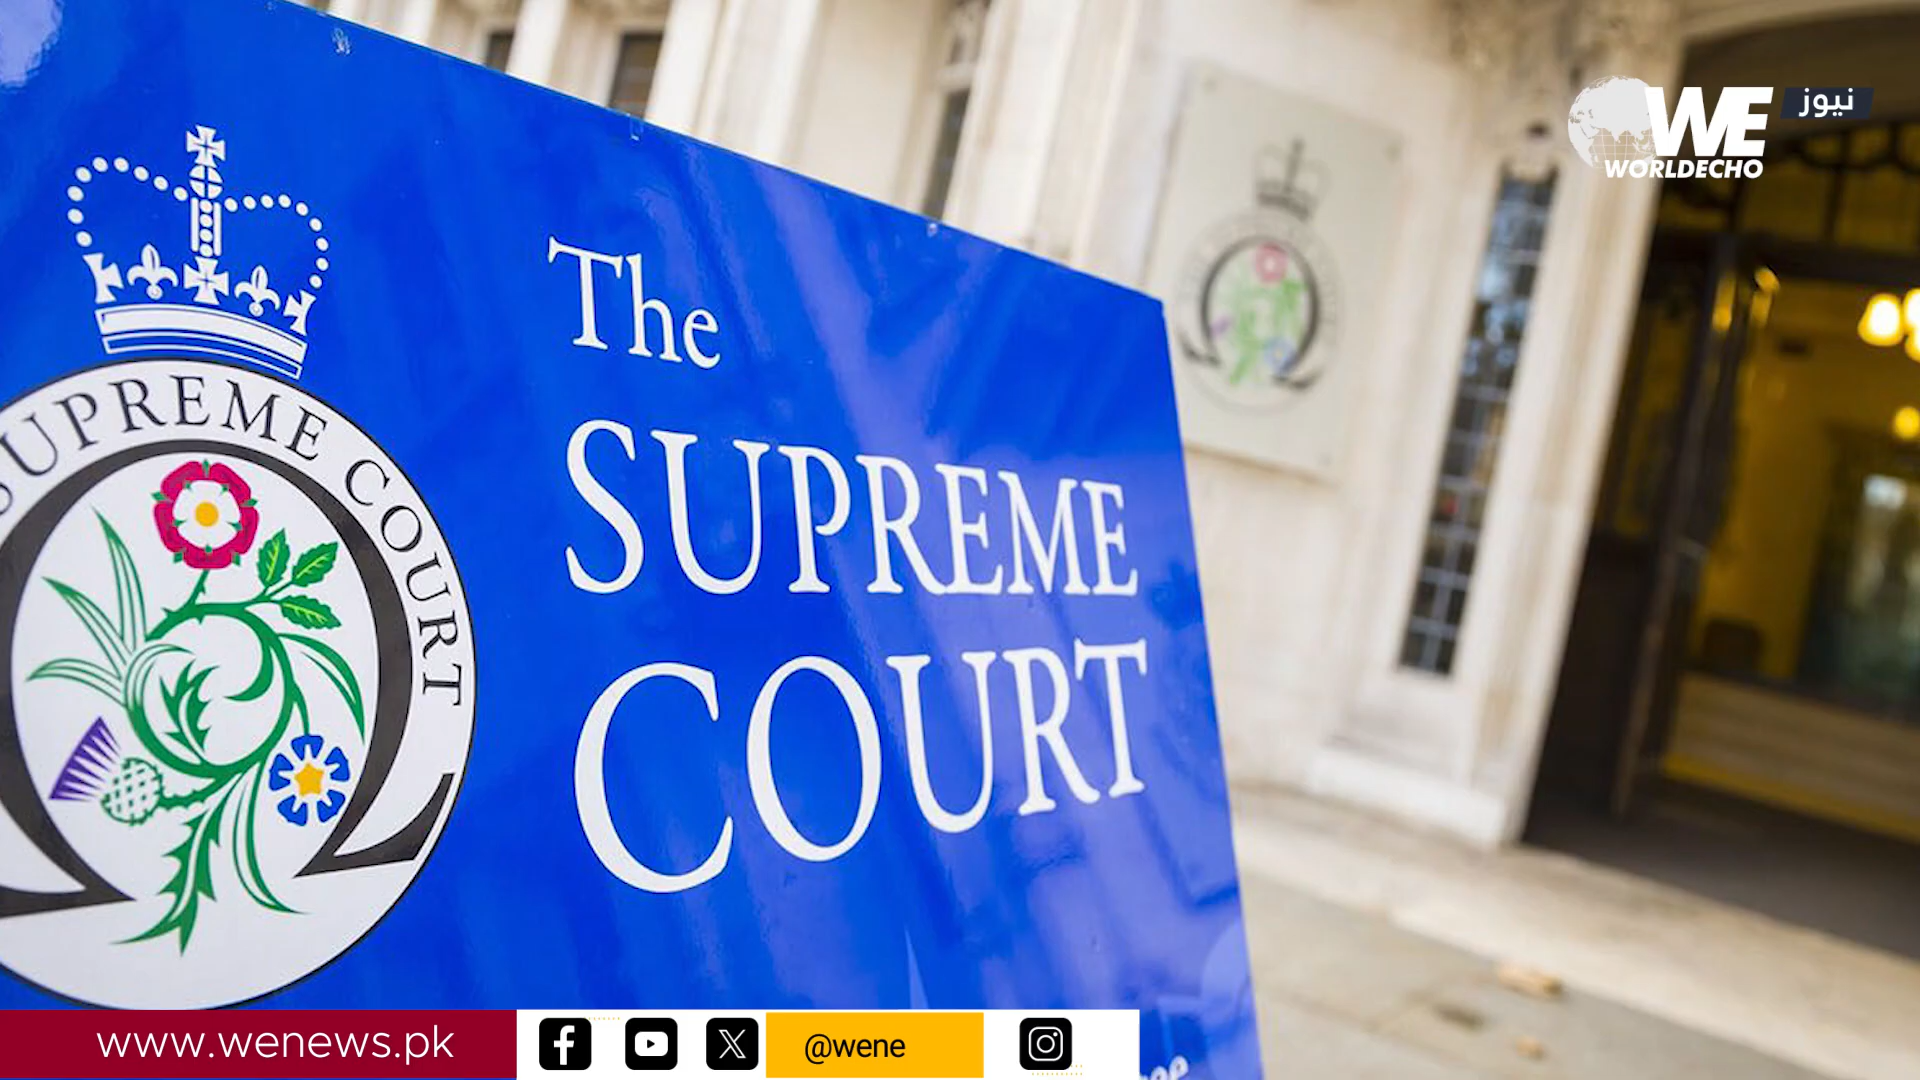 WE نیوز
WORLDECHO
The
SUPREME
COURT
SUPREME COURT
www.wenews.pk
@wene